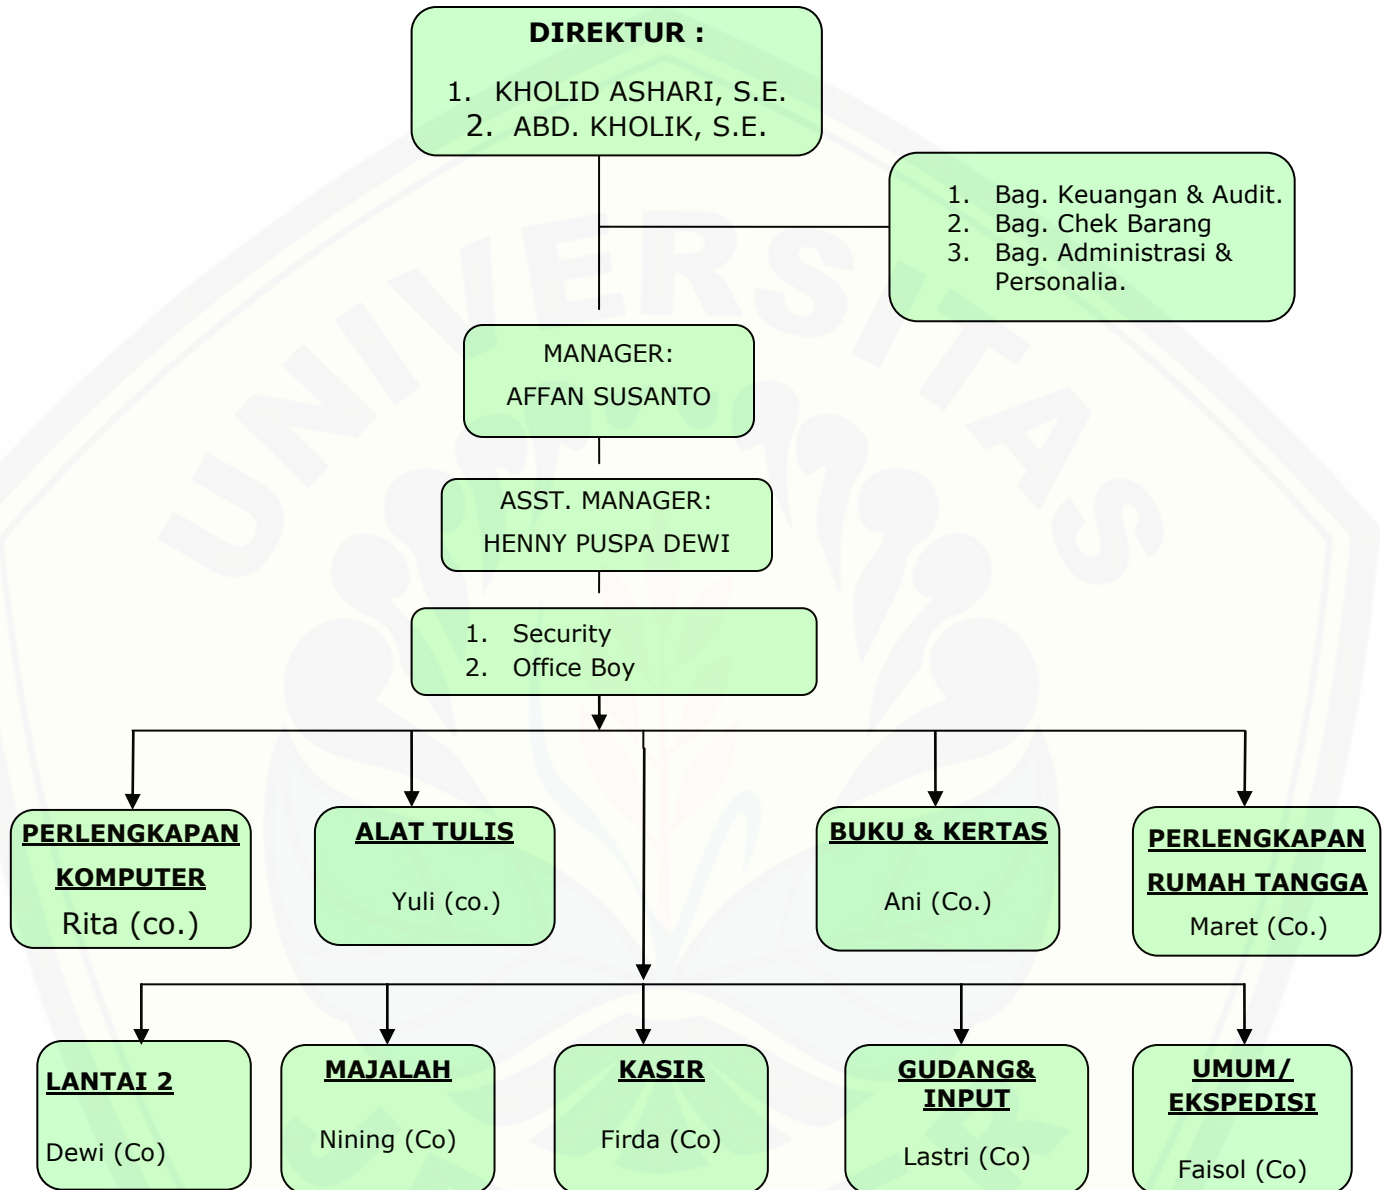 DIREKTUR :
1. KHOLID ASHARI, S.E.
2. ABD. KHOLIK, S.E.
1. Bag. Keuangan & Audit.
2. Bag. Chek Barang
3. Bag. Administrasi &
Personalia.
MANAGER:
AFFAN SUSANTO
ASST. MANAGER:
HENNY PUSPA DEWI
1. Security
2. Office Boy
PERLENGKAPAN
KOMPUTER
Rita (co.)
ALAT TULIS
Yuli (co.)
BUKU & KERTAS
Ani (Co.)
PERLENGKAPAN
RUMAH TANGGA
Maret (Co.)
LANTAI 2
Dewi (Co)
MAJALAH
Nining (Co)
KASIR
Firda (Co)
GUDANG&
INPUT
Lastri (Co)
UMUM/
EKSPEDISI
Faisol (Co)
UNIVERSITAS